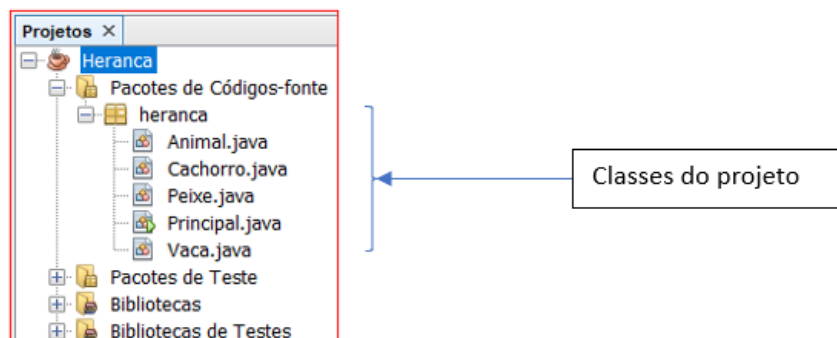 Projetos
Heranca
Pacotes de Códigos-fonte
heranca
Animal.java
Cachorro.java
Peixe.java
Principal.java
Vaca.java
Pacotes de Teste
Bibliotecas
Bibliotecas de Testes
Classes do projeto